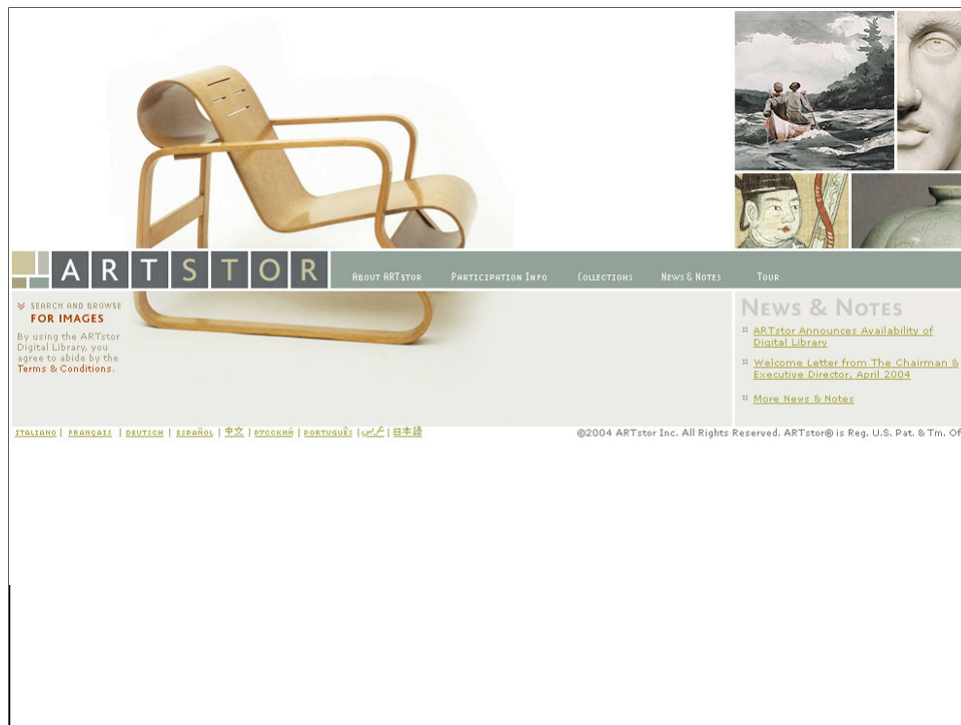 ARTSTOR
About ARTstor Participation Info Collections News & Notes Tour
SEARCH AND BROWSE
FOR IMAGES
By using the ARTstor
Digital Library, you
agree to abide by the
Terms & Conditions.
News & Notes
ARTstor Announces Availability of
Digital Library
Welcome Letter from The Chairman &
Executive Director, April 2004
More News & Notes
ITALIANO | FRANÇAIS | DEUTSCH | ESPAÑOL | 中文 | РУССКИЙ | PORTUGUÊS | عربي | 日本語
©2004 ARTstor Inc. All Rights Reserved. ARTstor® is Reg. U.S. Pat. & Tm. Of